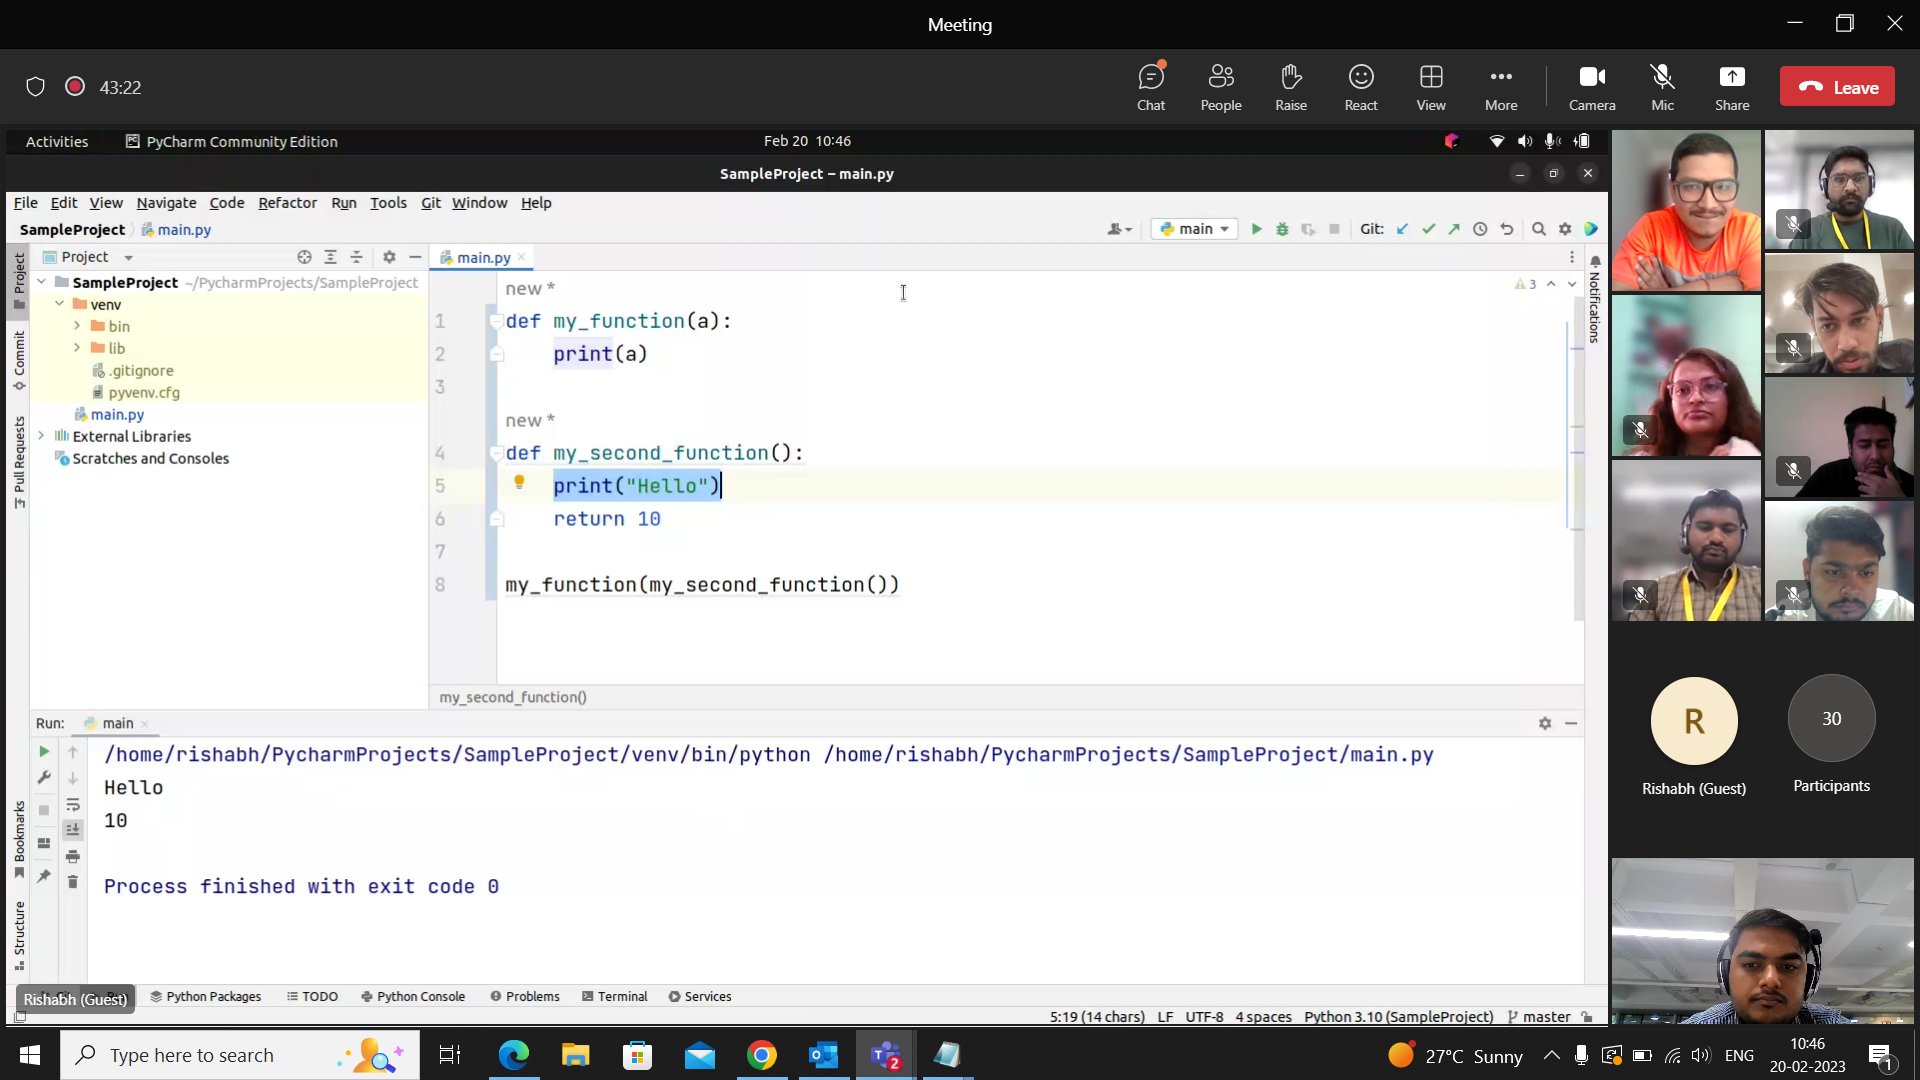 Meeting
43:22
Chat People Raise React View More Camera Mic Share Leave
Activities PyCharm Community Edition Feb 20 10:46
SampleProject – main.py
File Edit View Navigate Code Refactor Run Tools Git Window Help
SampleProject main.py main Git:
Project main.py
SampleProject ~/PycharmProjects/SampleProject
venv
bin
lib
.gitignore
pyvenv.cfg
main.py
External Libraries
Scratches and Consoles
Project
Commit
Pull Requests
Bookmarks
Structure
new *
1 def my_function(a):
2 print(a)
3
new *
4 def my_second_function():
5 print("Hello")
6 return 10
7
8 my_function(my_second_function())
3
Notifications
my_second_function()
Run: main
/home/rishabh/PycharmProjects/SampleProject/venv/bin/python /home/rishabh/PycharmProjects/SampleProject/main.py
Hello
10
Process finished with exit code 0
Rishabh (Guest) Python Packages TODO Python Console Problems Terminal Services
5:19 (14 chars) LF UTF-8 4 spaces Python 3.10 (SampleProject) master
R 30
Rishabh (Guest) Participants
Type here to search 2 27°C Sunny ENG 10:46
20-02-2023
1